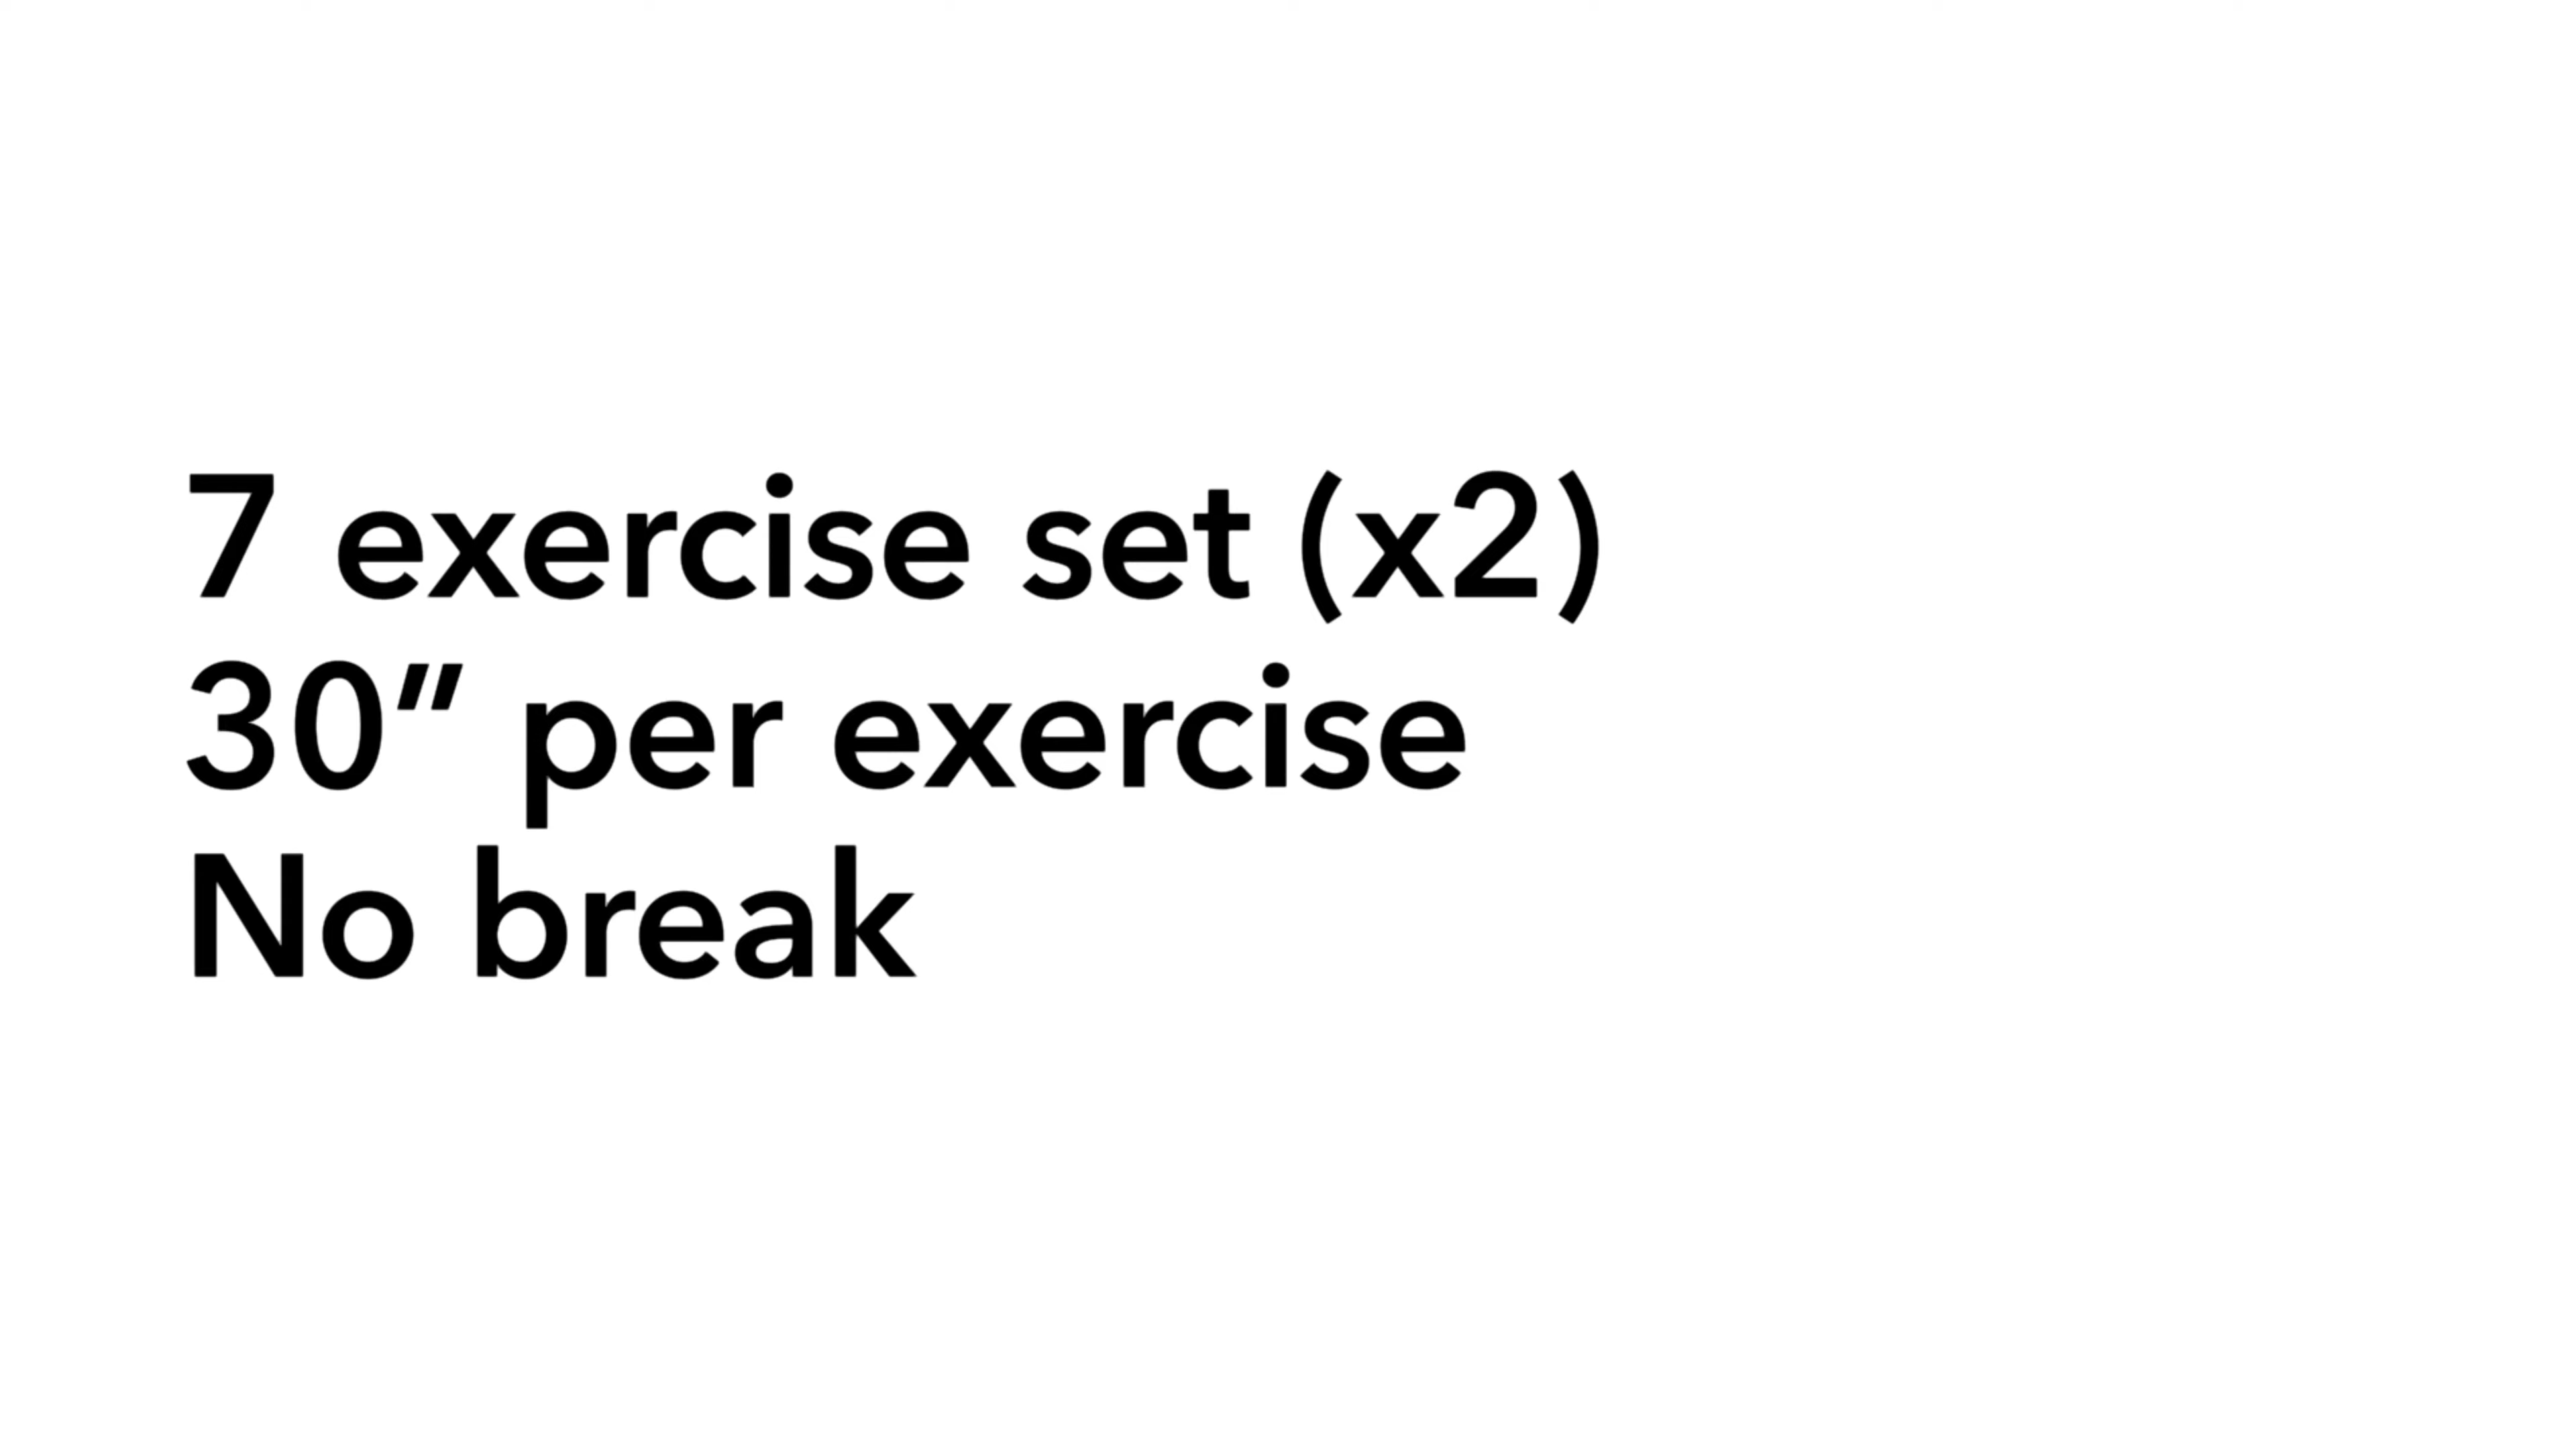 7 exercise set (x2)
30” per exercise
No break